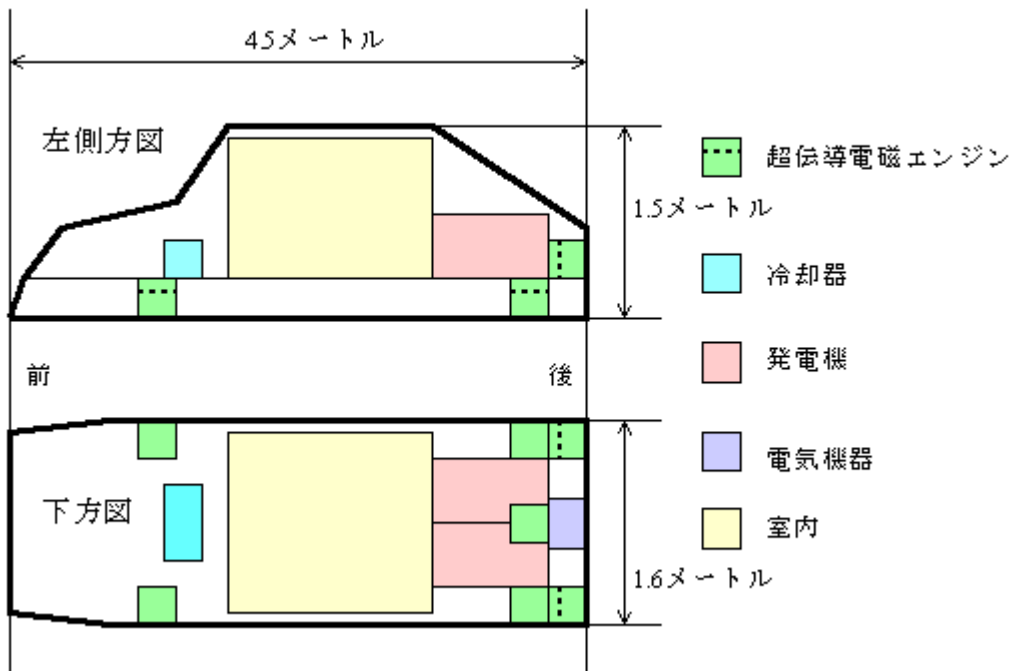 45メートル
左側方図
超伝導電磁エンジン
1.5メートル
冷却器
発電機
前
後
電気機器
下方図
室内
1.6メートル